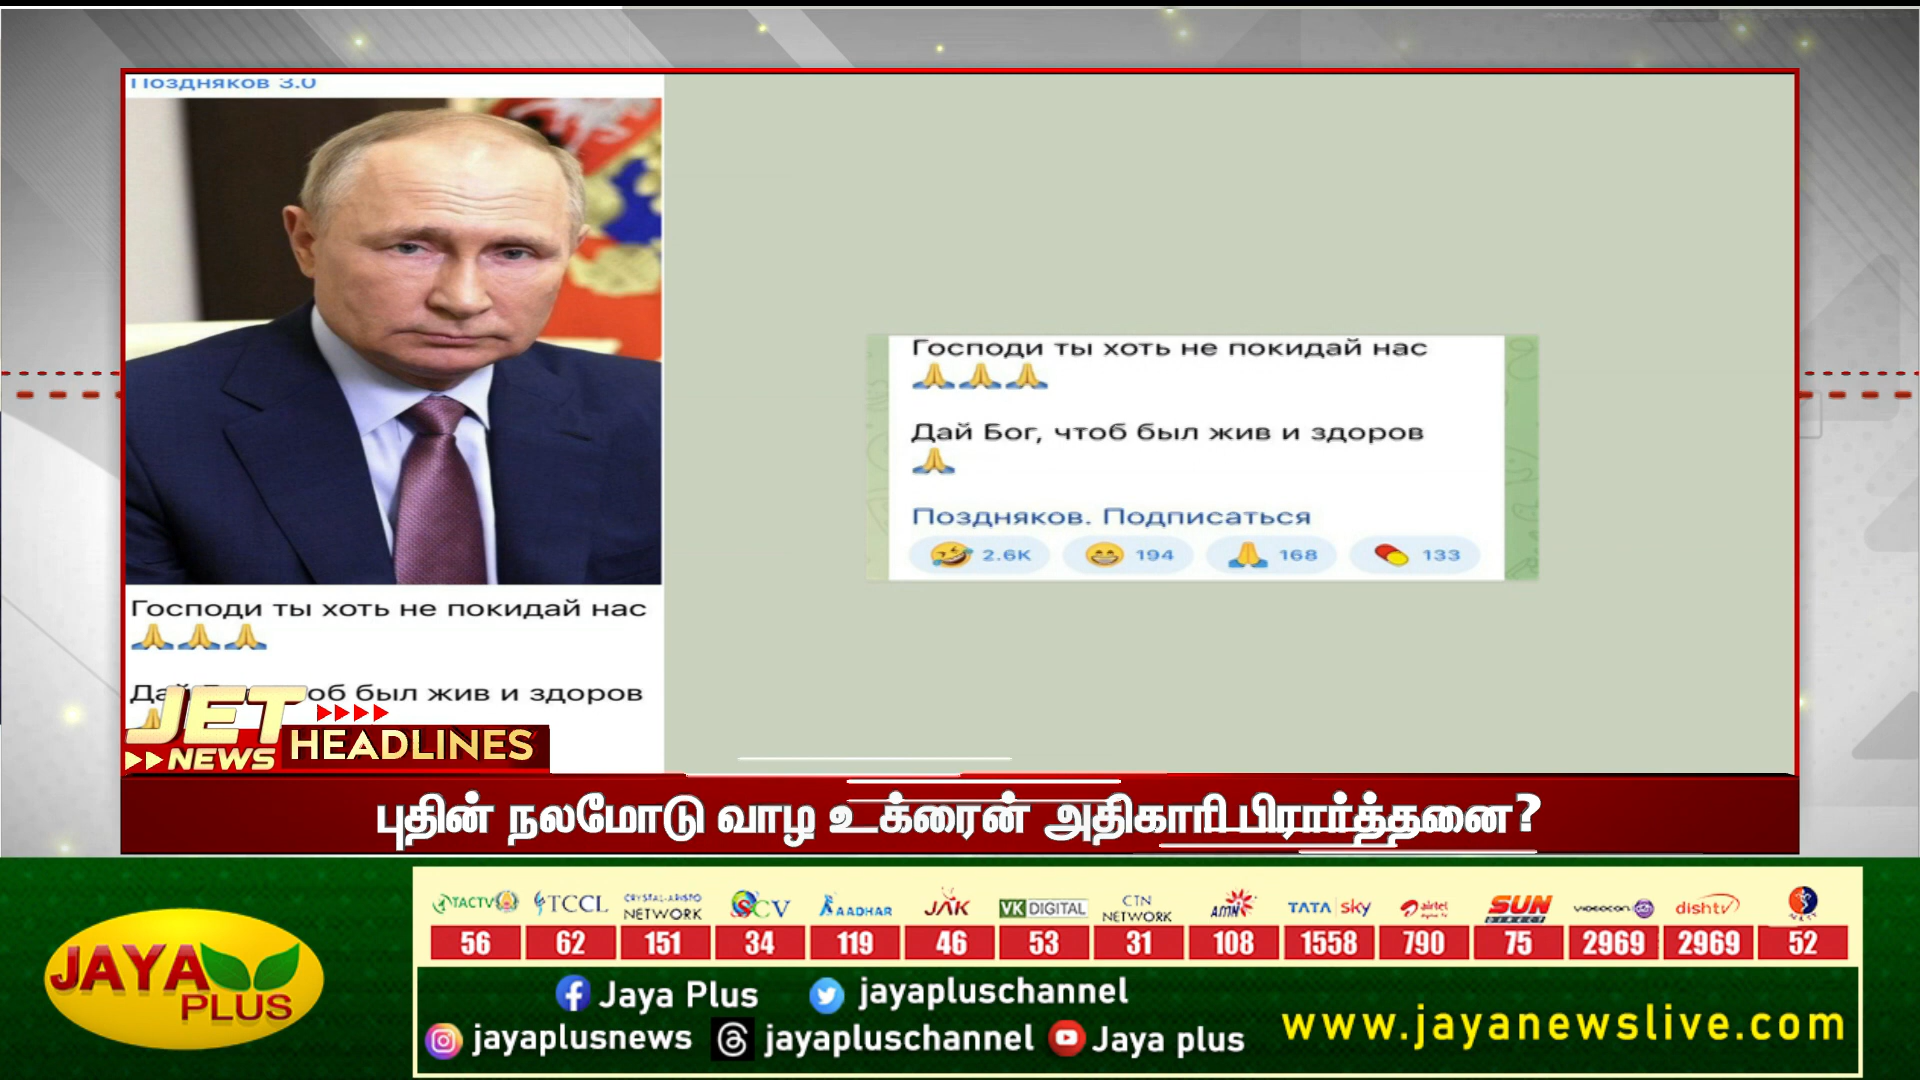 Поздняков 3.0
Господи ты хоть не покидай нас
🙏🙏🙏
был жив и здоров
Господи ты хоть не покидай нас
🙏🙏🙏
Дай Бог, чтоб был жив и здоров
🙏
Поздняков. Подписаться
🤣 2.6K 😁 194 🙏 168 💊 133
JET
NEWS
HEADLINES
புதின் நலமோடு வாழ உக்ரைன் அதிகாரி பிரார்த்தனை?
JAYA
PLUS
TACTV TCCL CRYSTAL-ARISTO NETWORK SCV AADHAR JAK VK DIGITAL CTN NETWORK AMN TATA sky airtel digital TV SUN DIRECT VIDEOCON dishtv
56 62 151 34 119 46 53 31 108 1558 790 75 2969 2969 52
Jaya Plus jayapluschannel
jayaplusnews jayapluschannel Jaya plus
www.jayanewslive.com